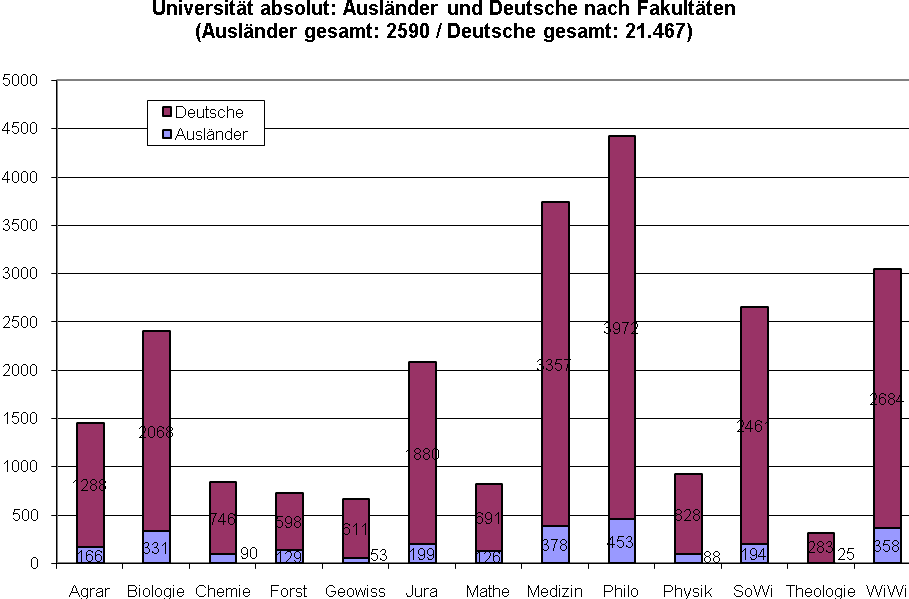 Universität absolut: Ausländer und Deutsche nach Fakultäten
(Ausländer gesamt: 2590 / Deutsche gesamt: 21.467)
5000
4500
4000
3500
3000
2500
2000
1500
1000
500
0
Deutsche
Ausländer
1288 2068 746 598 611 1880 691 3357 3972 828 2461 283 2684
166 331 90 129 53 199 126 378 453 88 194 25 358
Agrar Biologie Chemie Forst Geowiss Jura Mathe Medizin Philo Physik SoWi Theologie WiWi